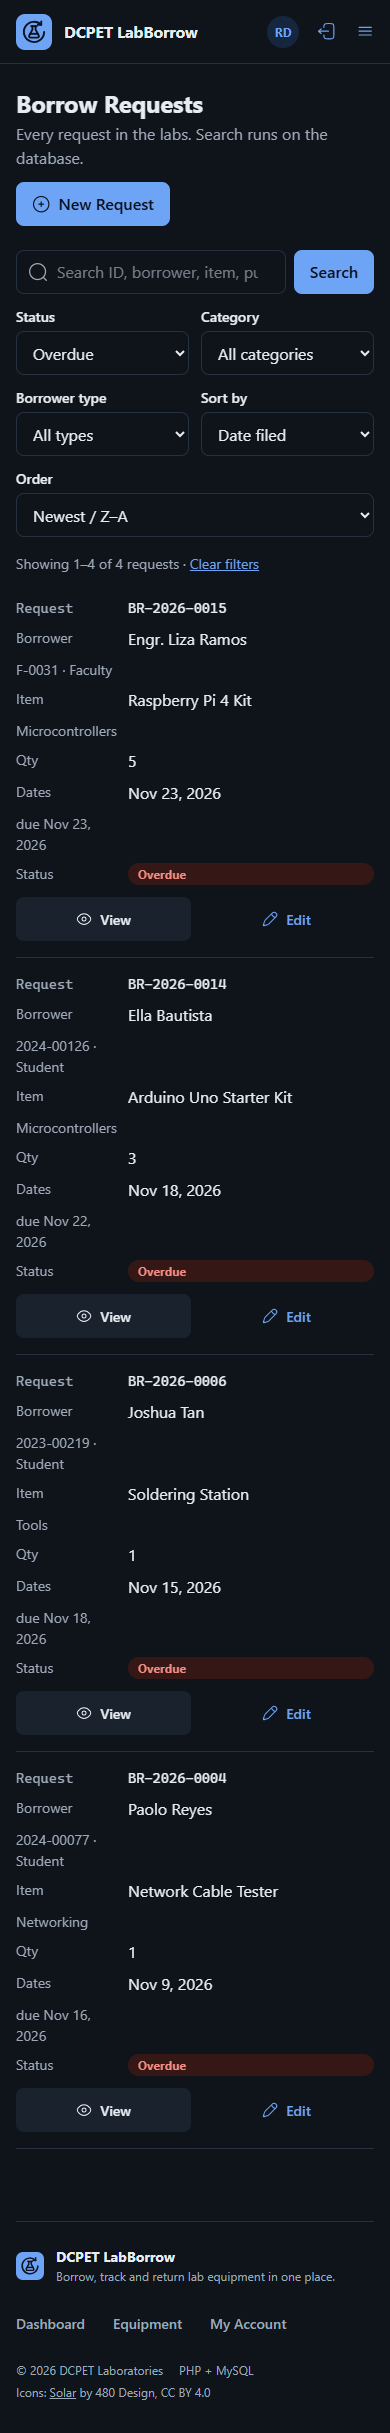 DCPET LabBorrow
RD
Borrow Requests
Every request in the labs. Search runs on the
database.
New Request
Search ID, borrower, item, pu
Search
Status
Category
Overdue
All categories
Borrower type
Sort by
All types
Date filed
Order
Newest / Z–A
Showing 1–4 of 4 requests · Clear filters
Request BR-2026-0015
Borrower Engr. Liza Ramos
F-0031 · Faculty
Item Raspberry Pi 4 Kit
Microcontrollers
Qty 5
Dates Nov 23, 2026
due Nov 23,
2026
Status Overdue
View Edit
Request BR-2026-0014
Borrower Ella Bautista
2024-00126 ·
Student
Item Arduino Uno Starter Kit
Microcontrollers
Qty 3
Dates Nov 18, 2026
due Nov 22,
2026
Status Overdue
View Edit
Request BR-2026-0006
Borrower Joshua Tan
2023-00219 ·
Student
Item Soldering Station
Tools
Qty 1
Dates Nov 15, 2026
due Nov 18,
2026
Status Overdue
View Edit
Request BR-2026-0004
Borrower Paolo Reyes
2024-00077 ·
Student
Item Network Cable Tester
Networking
Qty 1
Dates Nov 9, 2026
due Nov 16,
2026
Status Overdue
View Edit
DCPET LabBorrow
Borrow, track and return lab equipment in one place.
Dashboard Equipment My Account
© 2026 DCPET Laboratories PHP + MySQL
Icons: Solar by 480 Design, CC BY 4.0